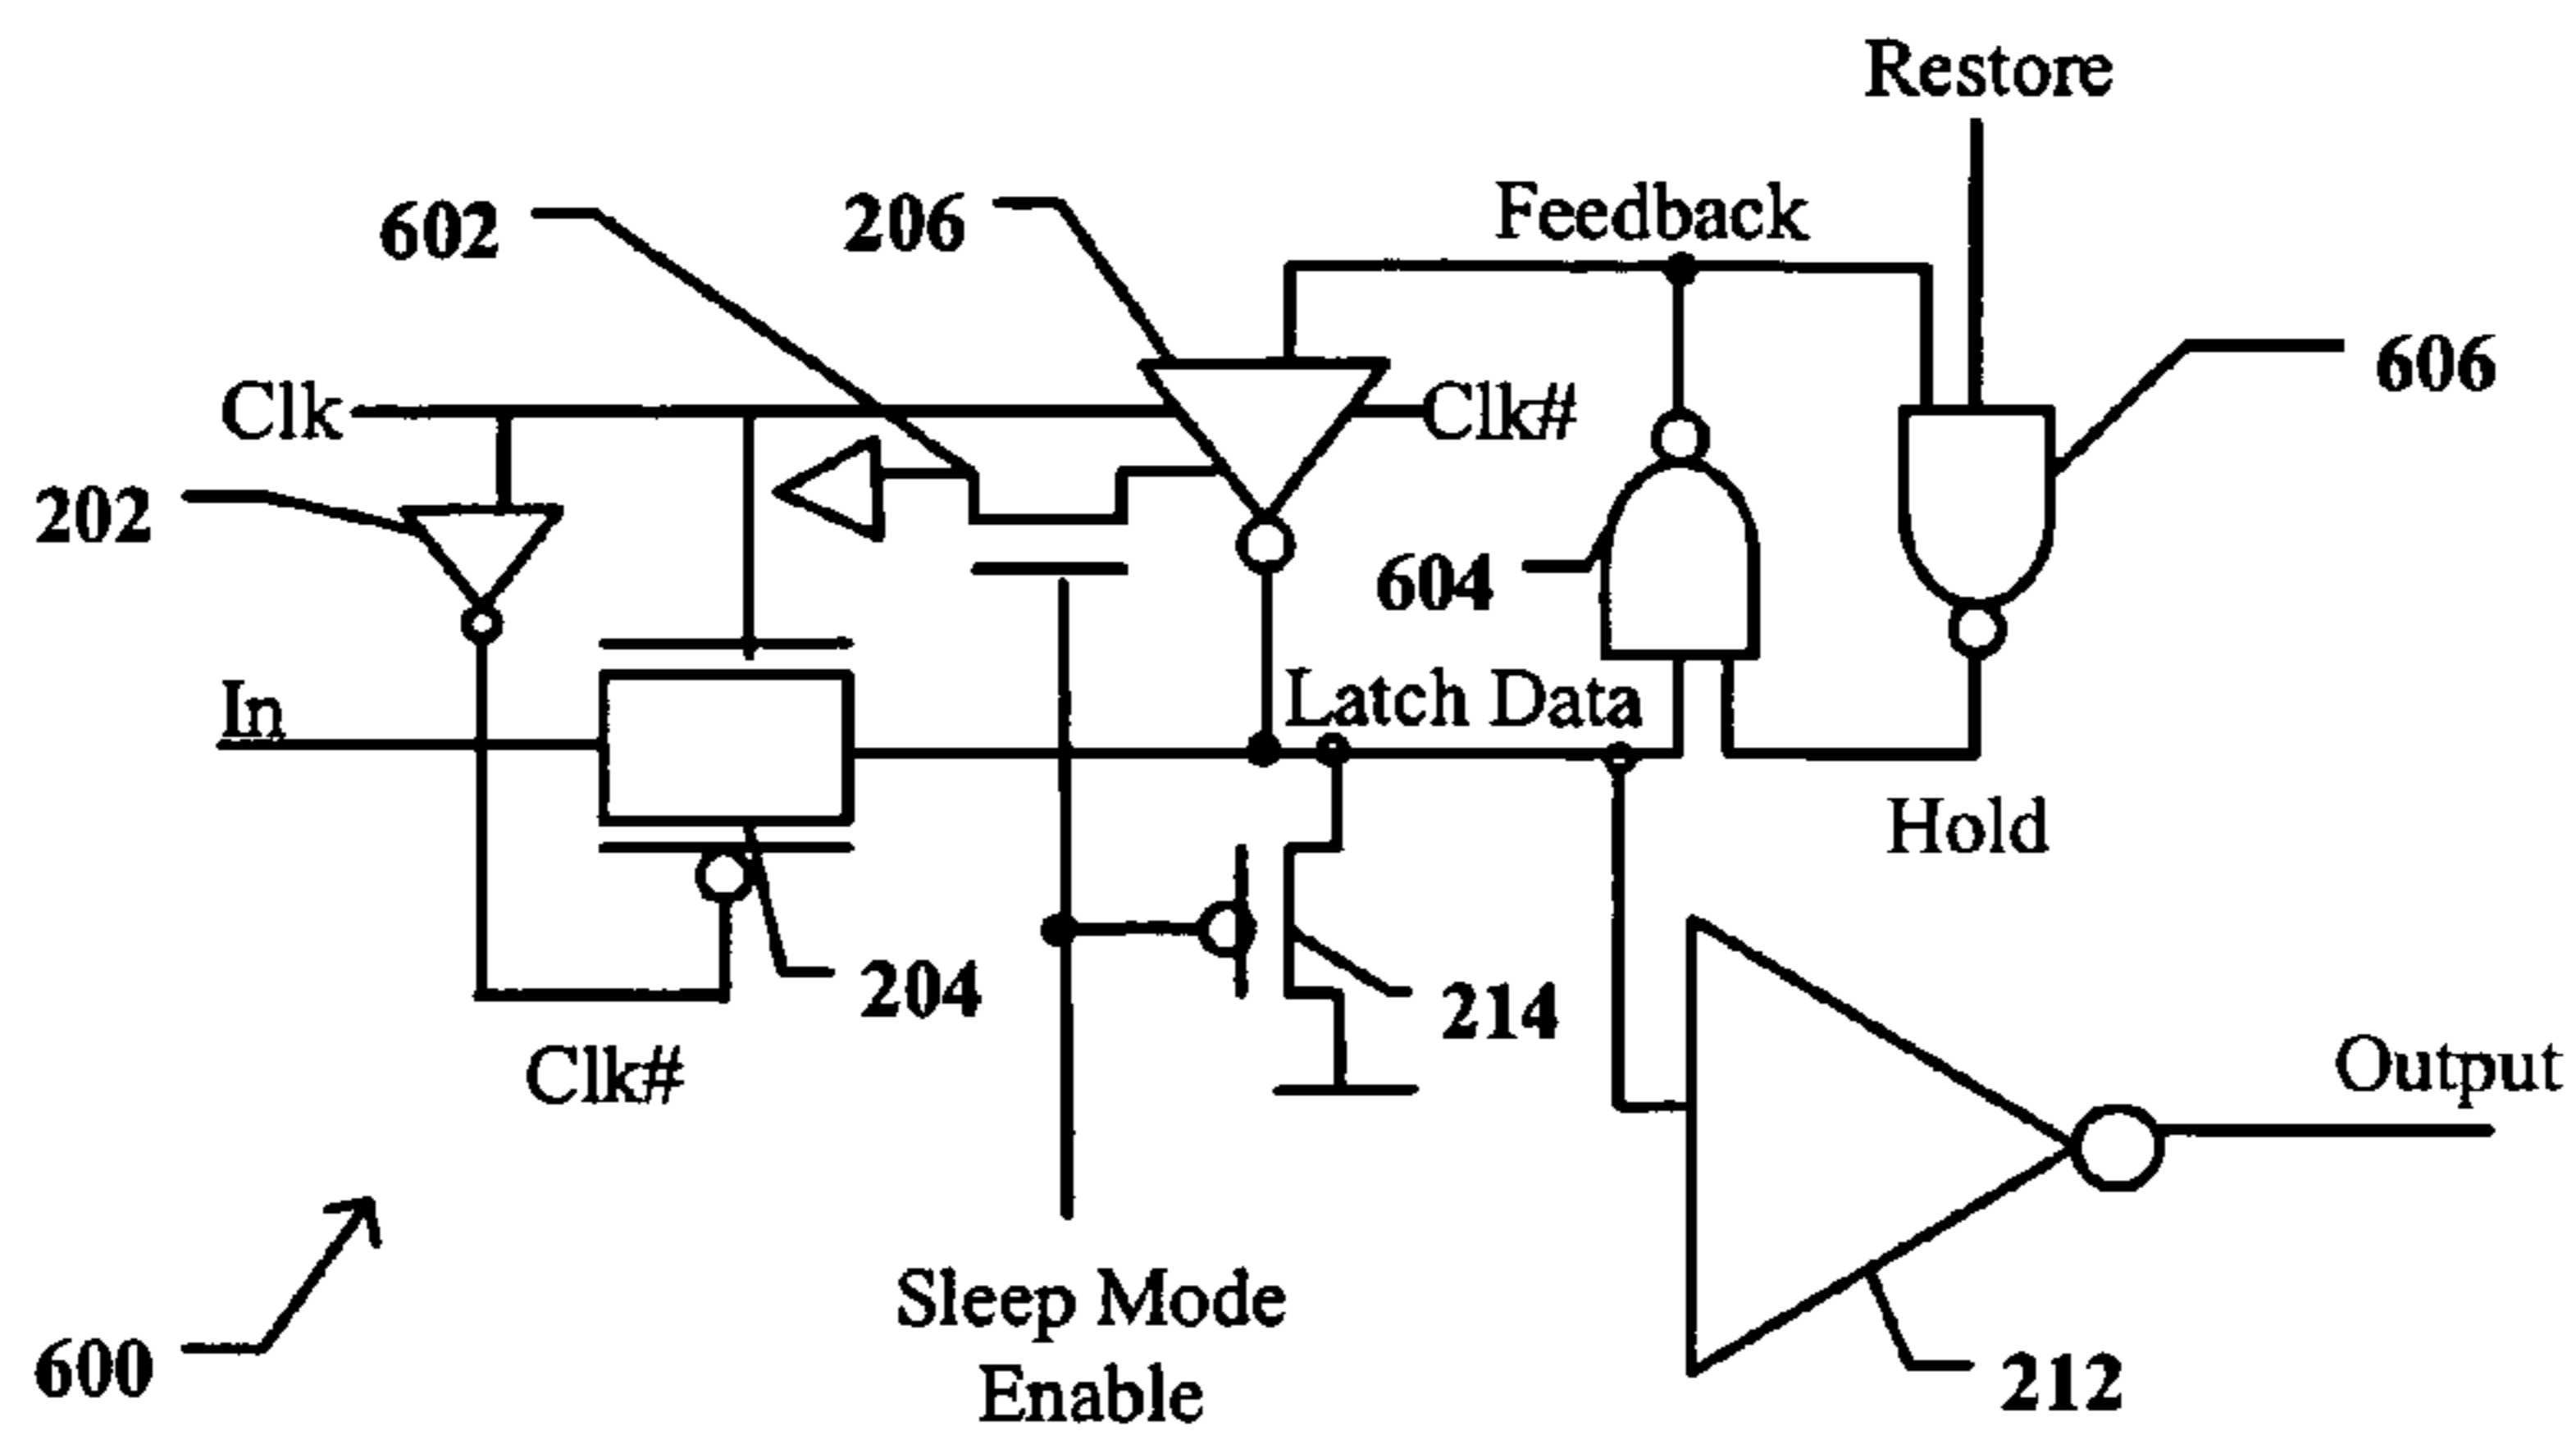 Restore
Feedback
602
206
606
Clk
Clk#
202
604
In
Latch Data
Hold
204
214
Clk#
Output
Sleep Mode
Enable
600
212